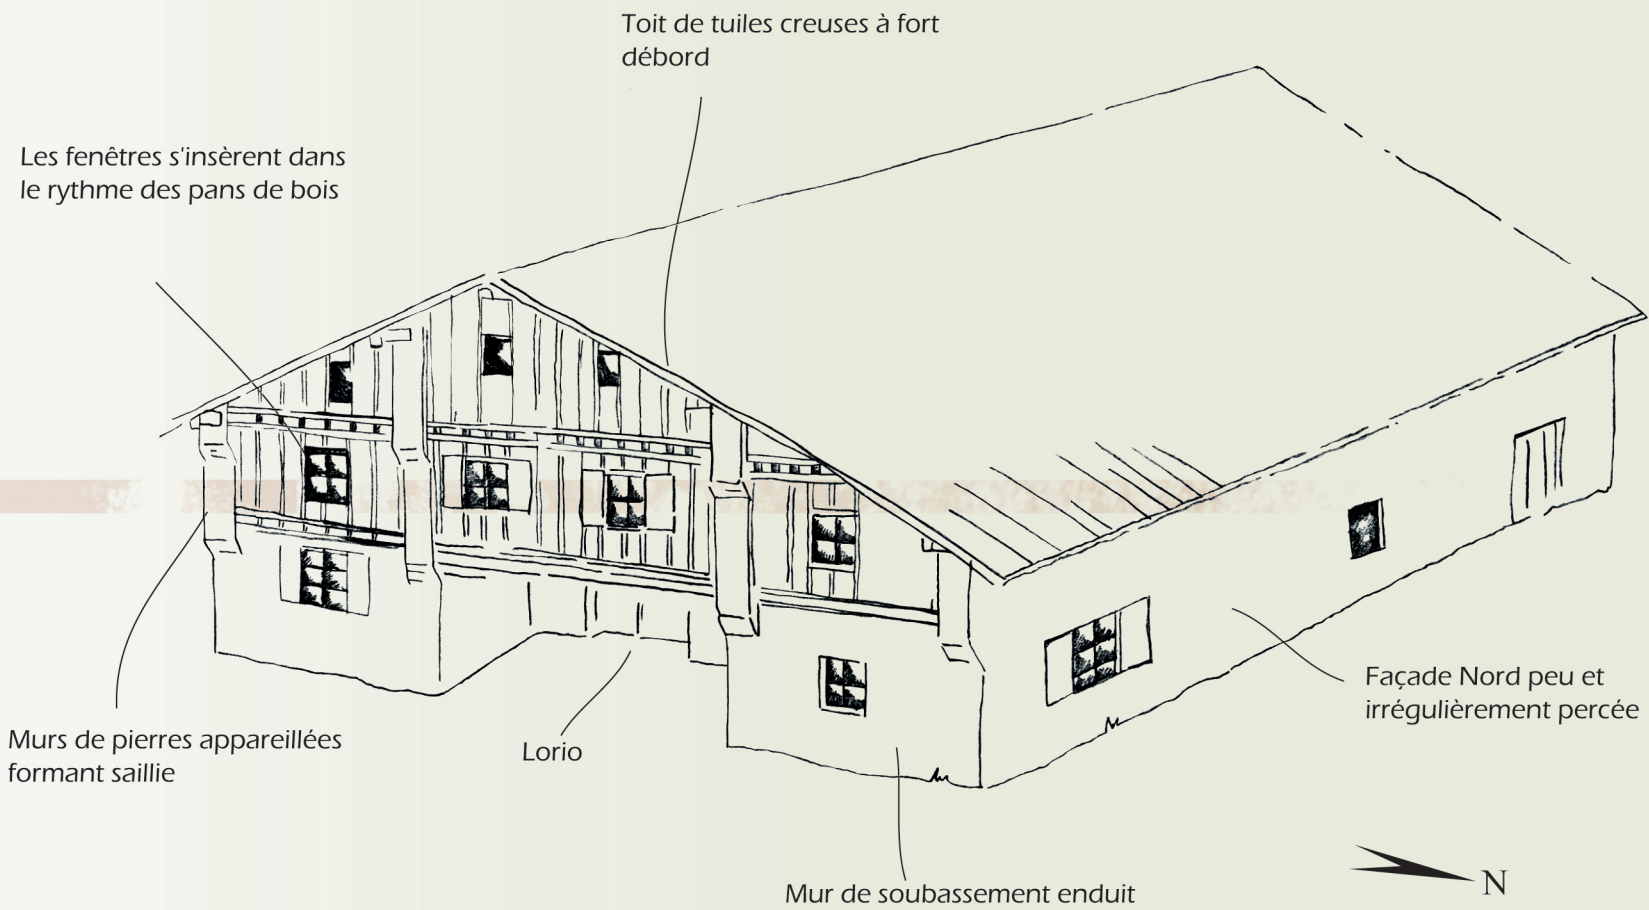 Toit de tuiles creuses à fort
débord
Les fenêtres s'insèrent dans
le rythme des pans de bois
Murs de pierres appareillées
formant saillie
Lorio
Façade Nord peu et
irrégulièrement percée
Mur de soubassement enduit
N